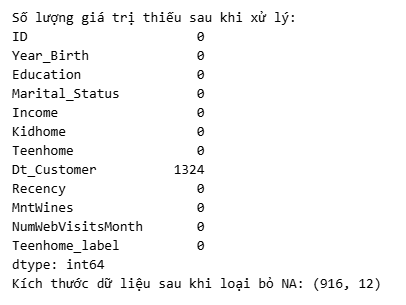 Số lượng giá trị thiếu sau khi xử lý:
ID 0
Year_Birth 0
Education 0
Marital_Status 0
Income 0
Kidhome 0
Teenhome 0
Dt_Customer 1324
Recency 0
MntWines 0
NumWebVisitsMonth 0
Teenhome_label 0
dtype: int64
Kích thước dữ liệu sau khi loại bỏ NA: (916, 12)